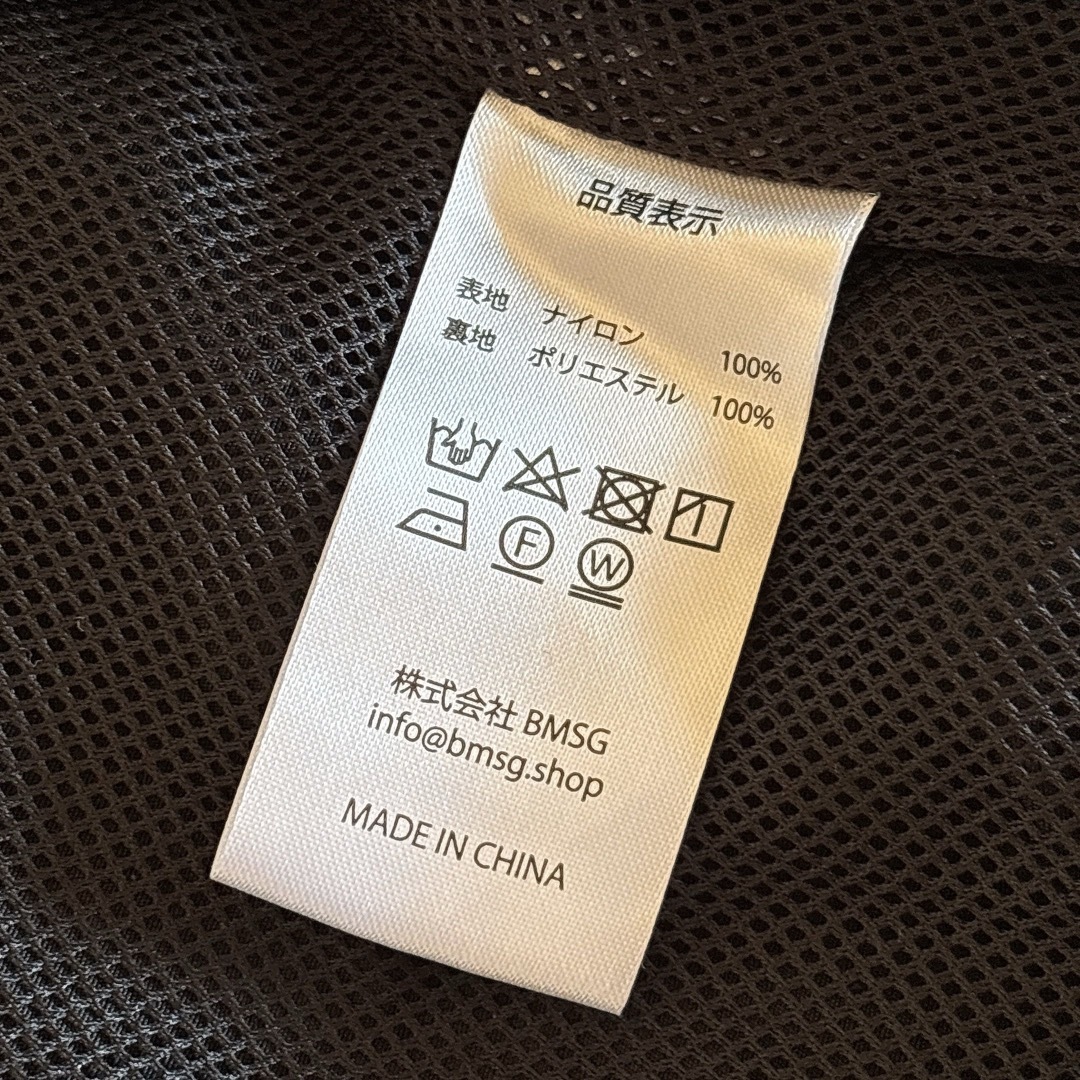 品質表示
表地 ナイロン 100%
裏地 ポリエステル 100%
F W
株式会社 BMSG
info@bmsg.shop
MADE IN CHINA